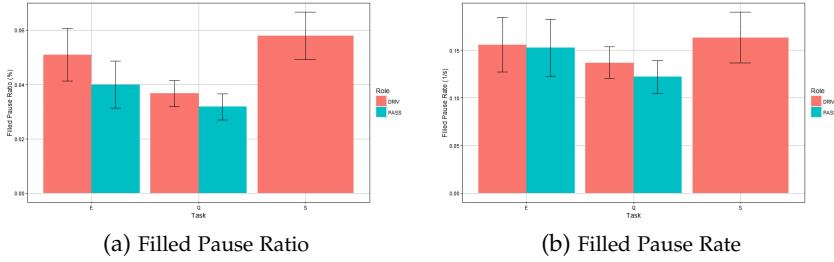 Filled Pause Ratio (%)
0.06
0.04
0.02
0.00
E
Q
S
Task
Role
DRIV
PASS
(a) Filled Pause Ratio
Filled Pause Rate (1/s)
0.15
0.10
0.05
0.00
E
Q
S
Task
Role
DRIV
PASS
(b) Filled Pause Rate